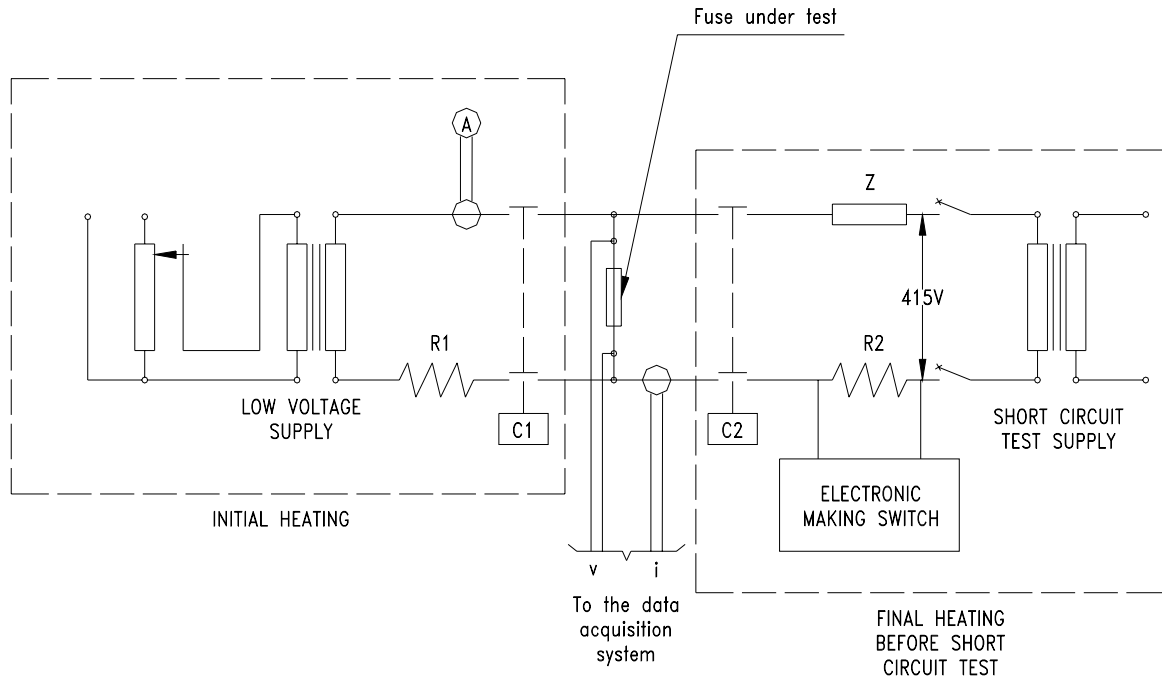 Fuse under test
A
Z
415V
R1
R2
LOW VOLTAGE
SUPPLY
C1
C2
SHORT CIRCUIT
TEST SUPPLY
ELECTRONIC
MAKING SWITCH
INITIAL HEATING
v
i
To the data
acquisition
system
FINAL HEATING
BEFORE SHORT
CIRCUIT TEST